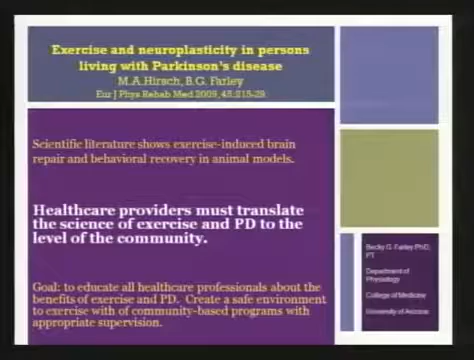 Exercise and neuroplasticity in persons
living with Parkinson's disease
M.A.Hirsch, B.G. Farley
Eur J Phys Rehab Med 2009, 45:215-29
Scientific literature shows exercise-induced brain
repair and behavioral recovery in animal models.
Healthcare providers must translate
the science of exercise and PD to the
level of the community.
Goal: to educate all healthcare professionals about the
benefits of exercise and PD. Create a safe environment
to exercise with of community-based programs with
appropriate supervision.
Becky G. Farley PhD,
PT
Department of
Physiology
College of Medicine
University of Arizona